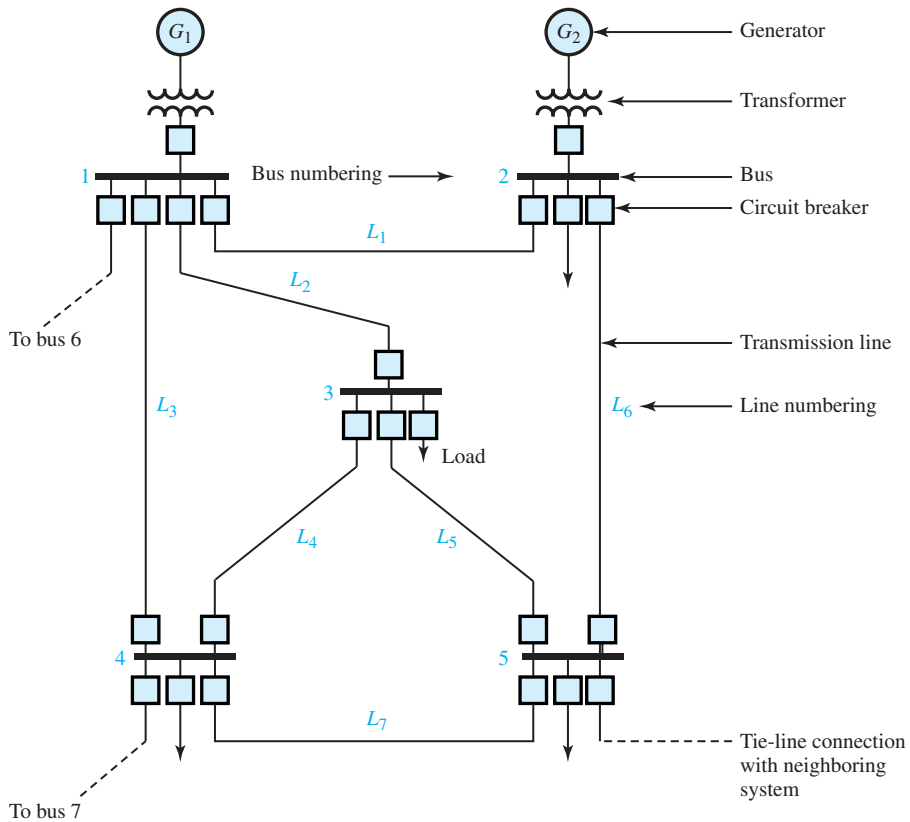 G1
G2
Generator
Transformer
1
Bus numbering
2
Bus
Circuit breaker
L1
L2
To bus 6
Transmission line
3
L3
L6
Line numbering
Load
L4
L5
4
5
L7
Tie-line connection
with neighboring
system
To bus 7